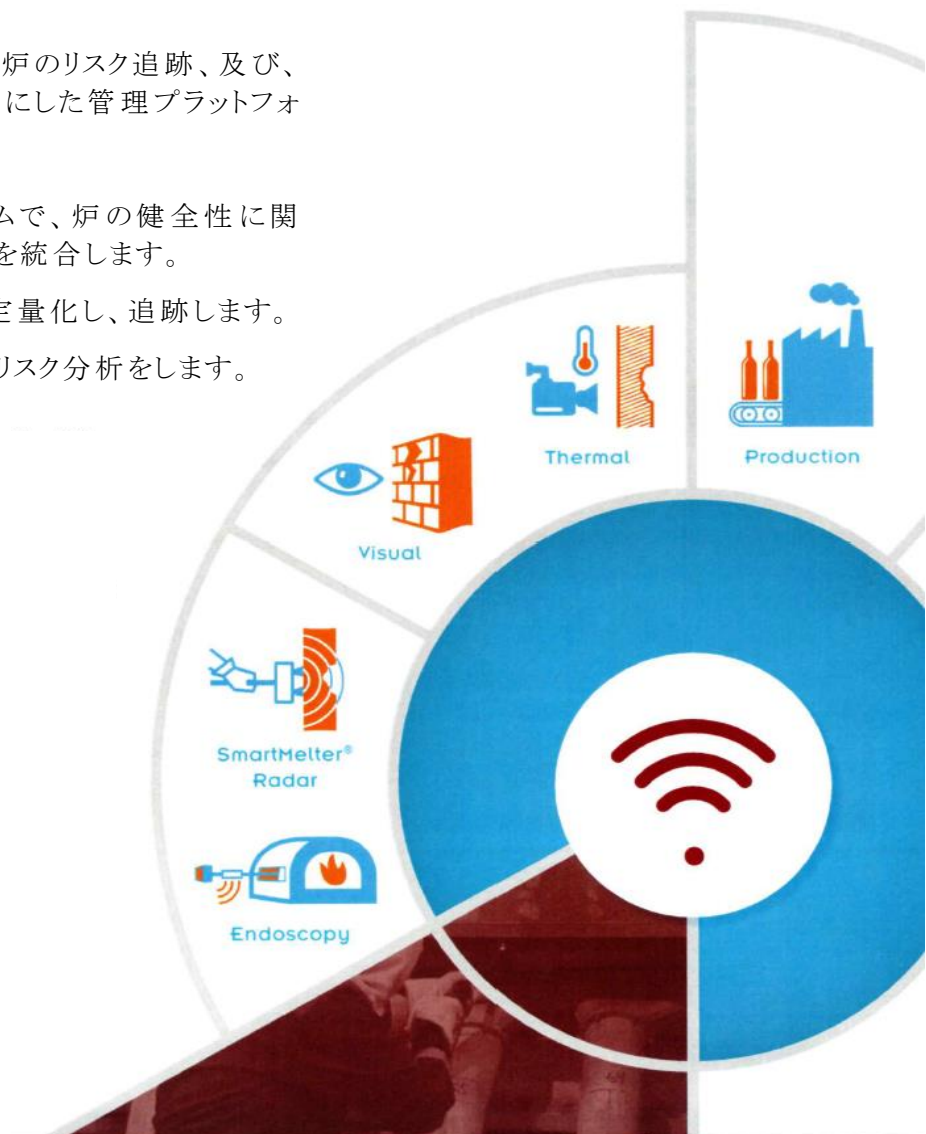 炉のリスク追跡、及び、
にした管理プラットフォ
ムで、炉の健全性に関
を統合します。
定量化し、追跡します。
リスク分析をします。
Thermal
Production
Visual
SmartMelter®
Radar
Endoscopy